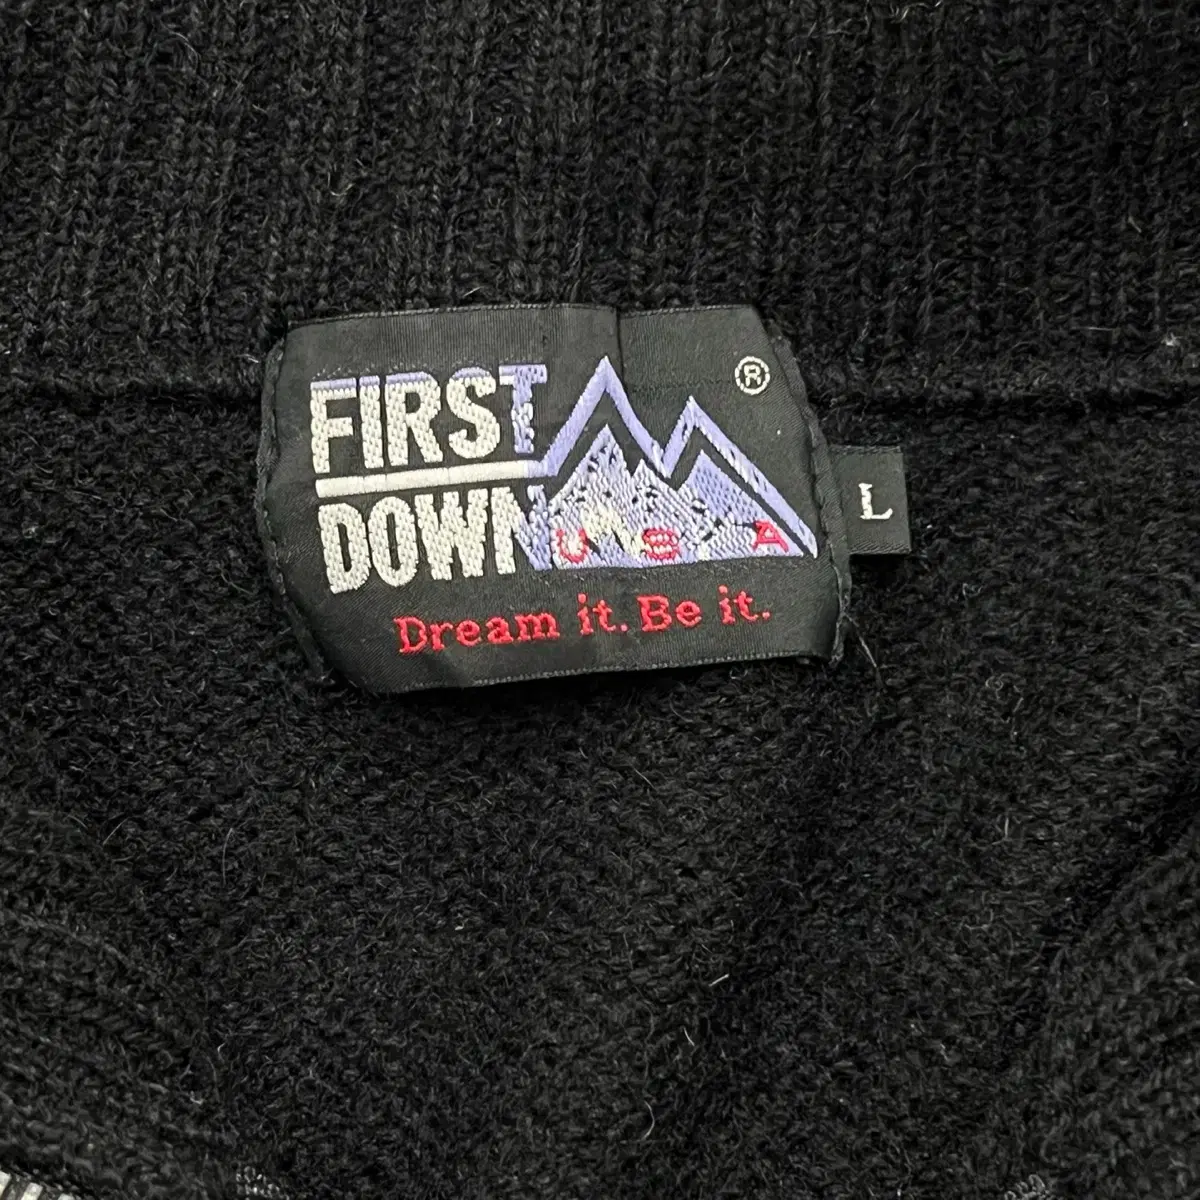 FIRST
®
DOWN USA
Dream it. Be it.
L